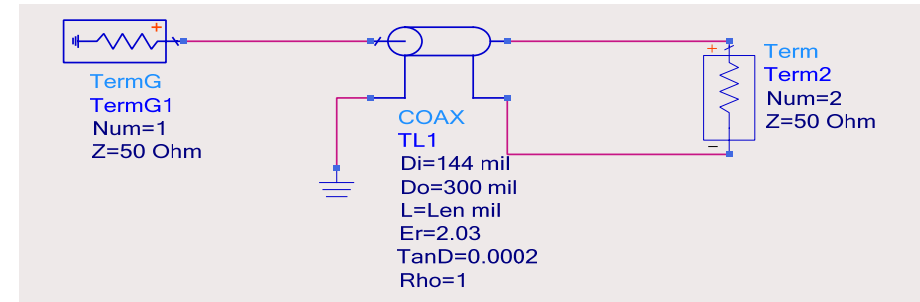 +
TermG
TermG1
Num=1
Z=50 Ohm
COAX
TL1
Di=144 mil
Do=300 mil
L=Len mil
Er=2.03
TanD=0.0002
Rho=1
+
−
Term
Term2
Num=2
Z=50 Ohm